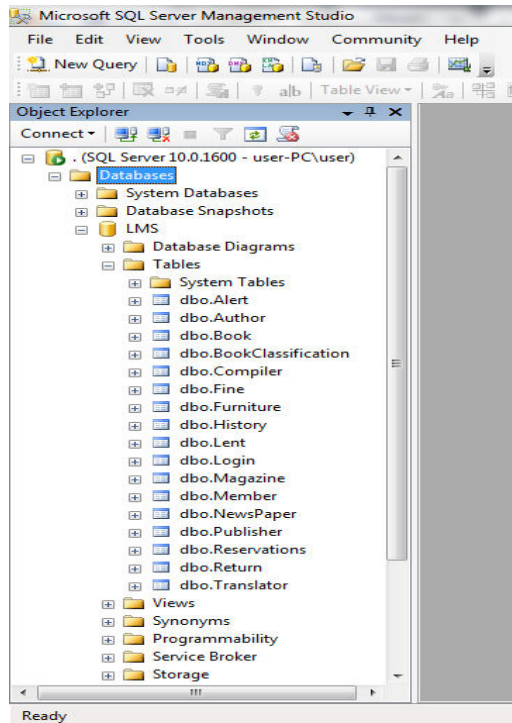 Microsoft SQL Server Management Studio
File Edit View Tools Window Community Help
New Query
a|b Table View
Object Explorer
Connect
. (SQL Server 10.0.1600 - user-PC\user)
Databases
System Databases
Database Snapshots
LMS
Database Diagrams
Tables
System Tables
dbo.Alert
dbo.Author
dbo.Book
dbo.BookClassification
dbo.Compiler
dbo.Fine
dbo.Furniture
dbo.History
dbo.Lent
dbo.Login
dbo.Magazine
dbo.Member
dbo.NewsPaper
dbo.Publisher
dbo.Reservations
dbo.Return
dbo.Translator
Views
Synonyms
Programmability
Service Broker
Storage
Ready